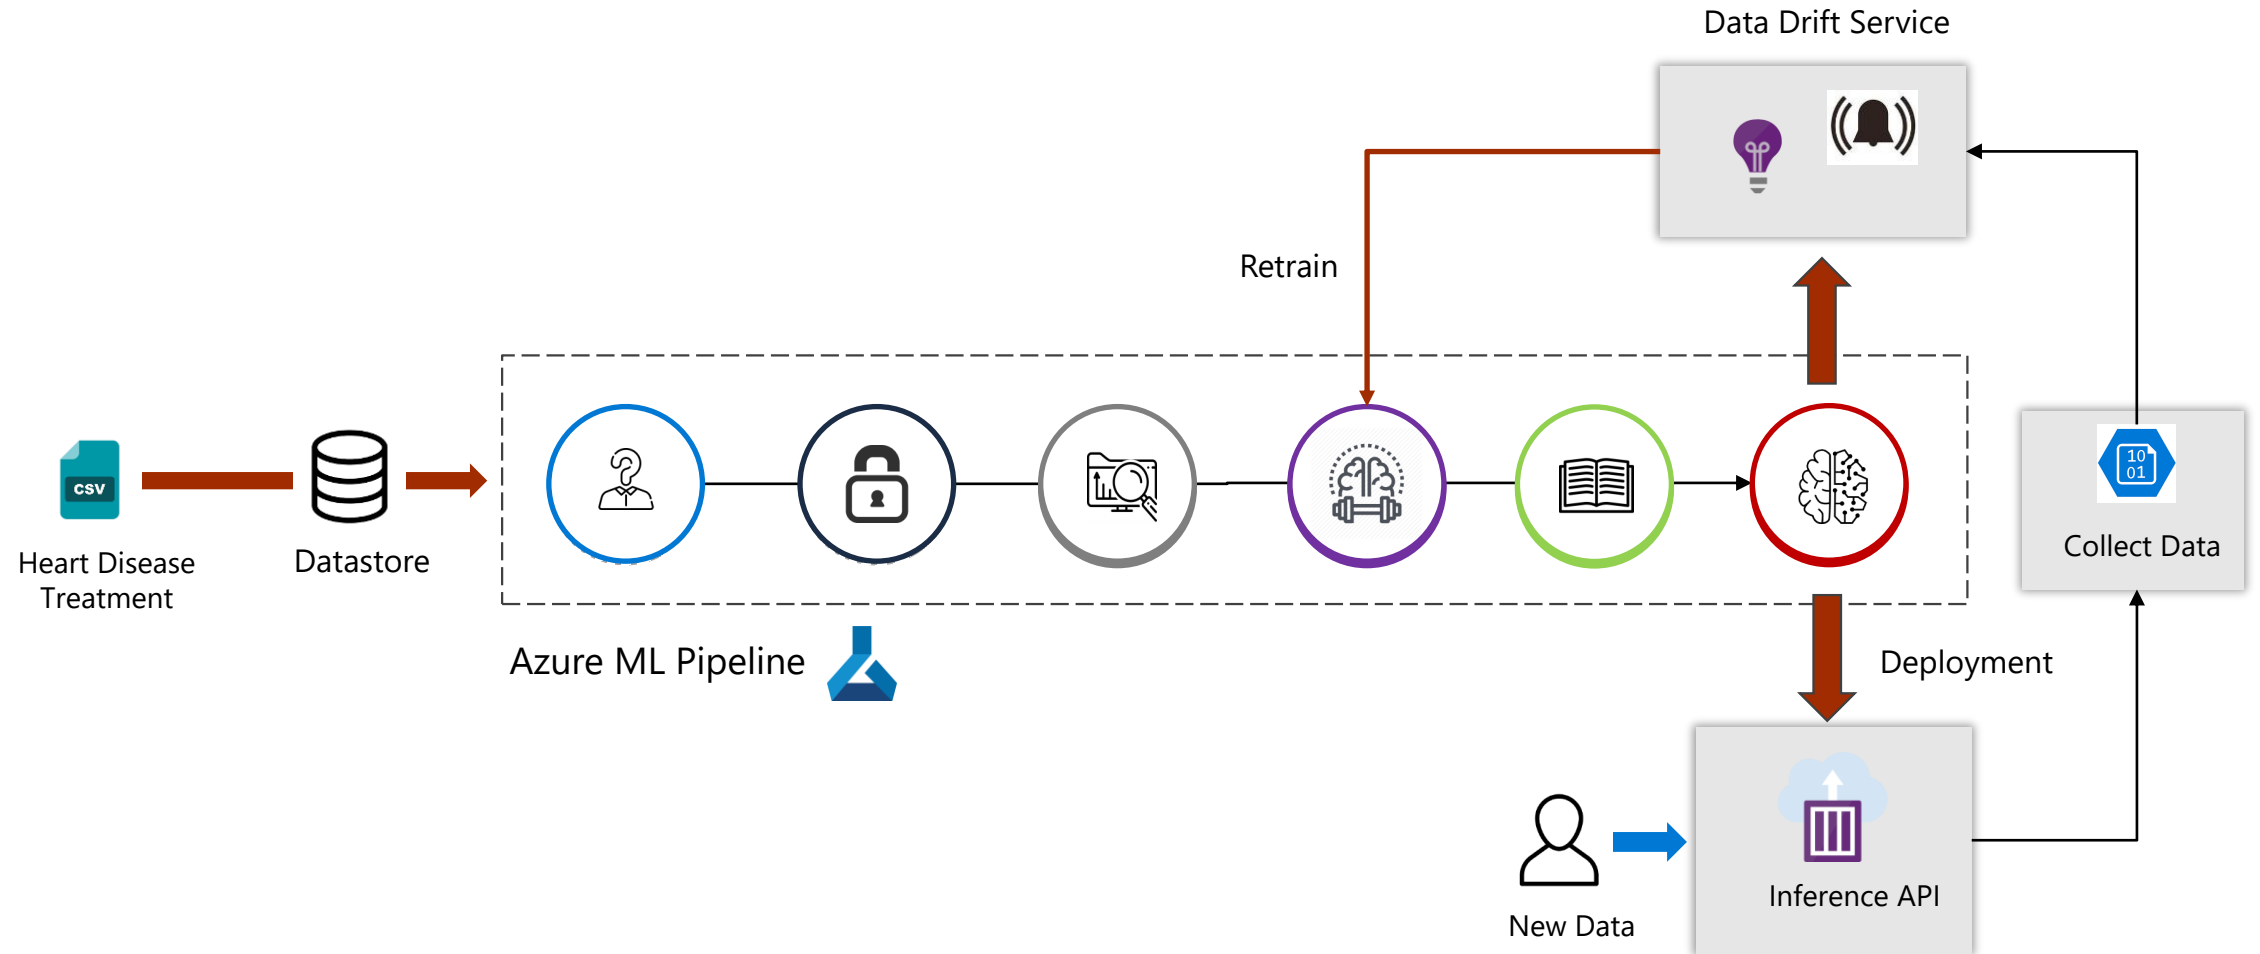 Data Drift Service
Retrain
CSV
Heart Disease
Treatment
Datastore
10
01
Collect Data
Azure ML Pipeline
Deployment
Inference API
New Data